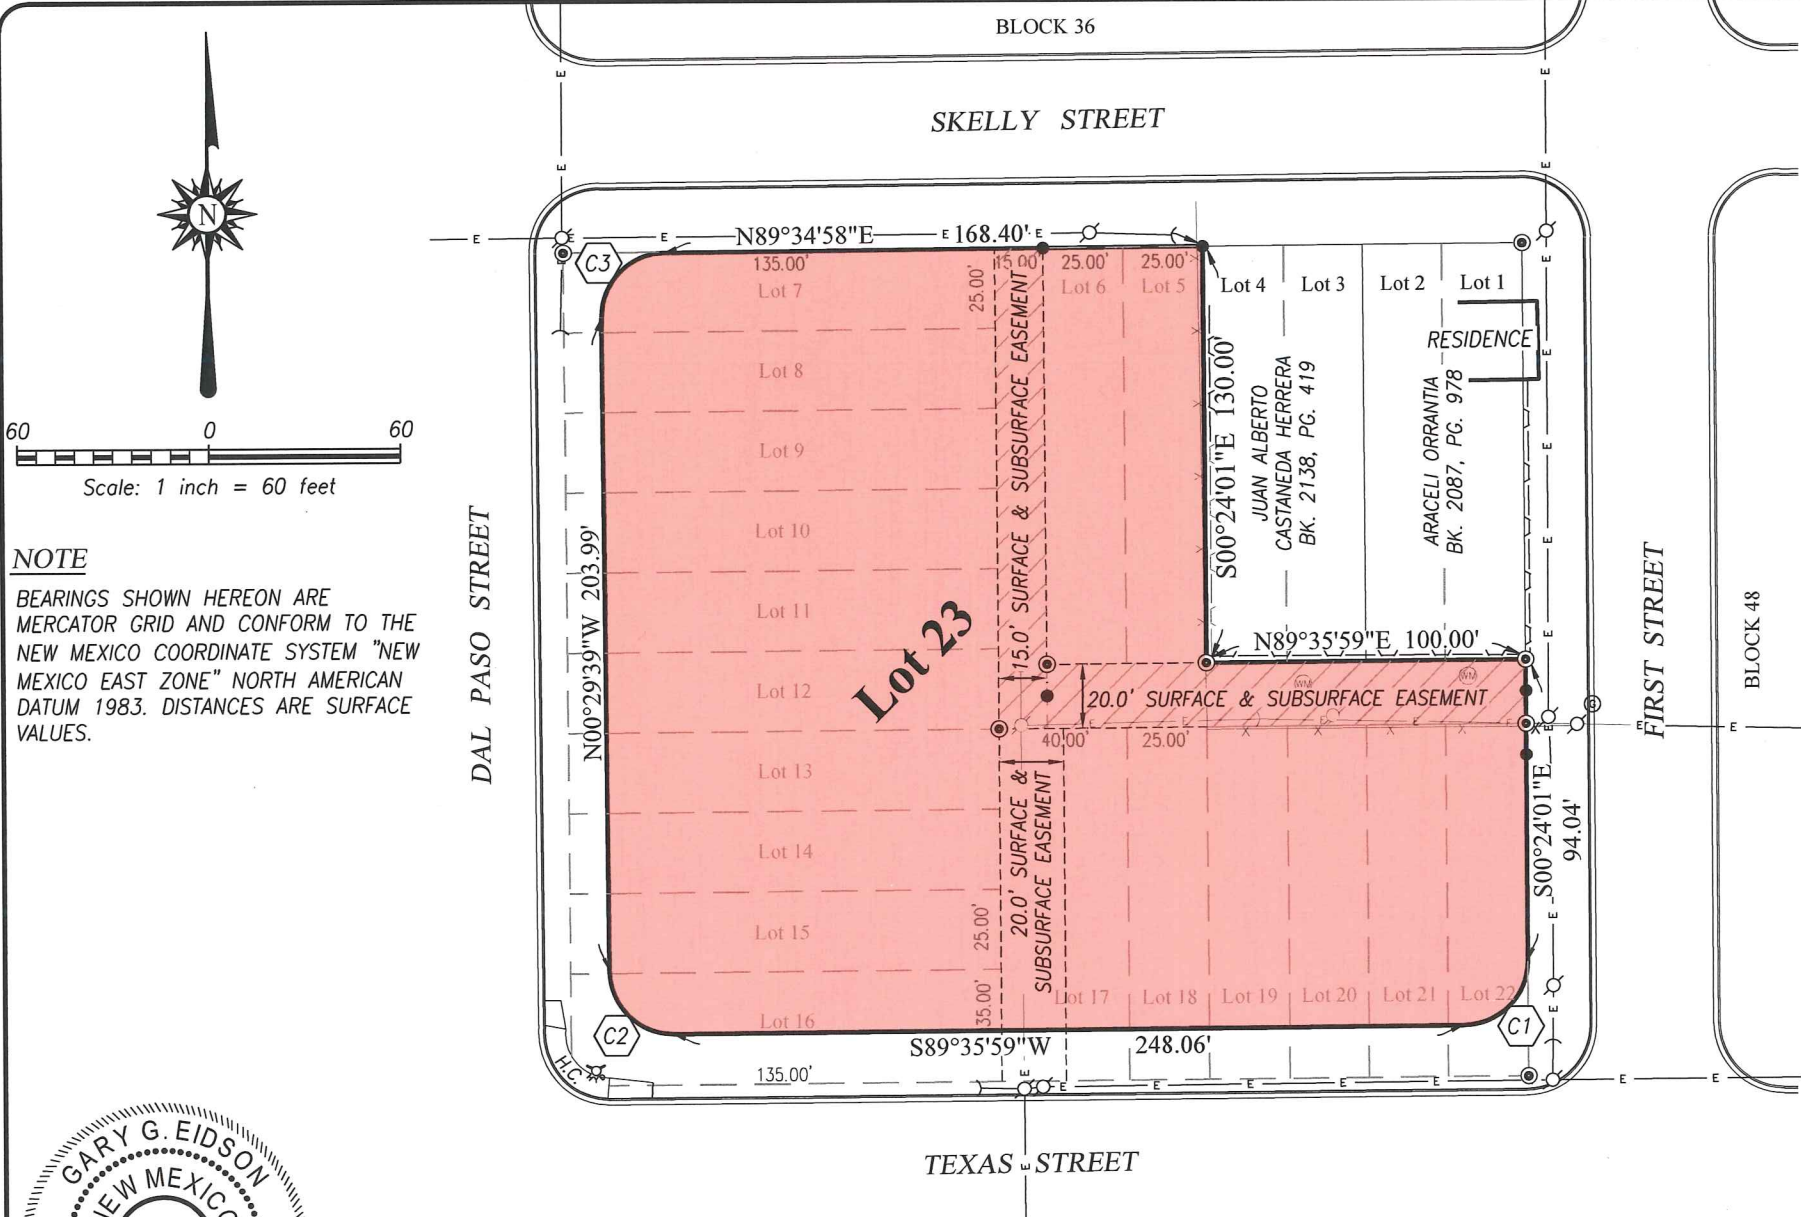 BLOCK 36
SKELLY STREET
N
N89°34'58"E
168.40'
C3
135.00'
15.00'
25.00'
25.00'
25.00'
Lot 7
Lot 6
Lot 5
Lot 4
Lot 3
Lot 2
Lot 1
RESIDENCE
Lot 8
Lot 9
Lot 10
Lot 11
Lot 12
Lot 13
Lot 14
Lot 15
Lot 16
Lot 23
15.0' SURFACE & SUBSURFACE EASEMENT
S00°24'01"E 130.00'
JUAN ALBERTO
CASTANEDA HERRERA
BK. 2138, PG. 419
ARACELI ORRANTIA
BK. 2087, PG. 978
60 0 60
Scale: 1 inch = 60 feet
NOTE
BEARINGS SHOWN HEREON ARE
MERCATOR GRID AND CONFORM TO THE
NEW MEXICO COORDINATE SYSTEM "NEW
MEXICO EAST ZONE" NORTH AMERICAN
DATUM 1983. DISTANCES ARE SURFACE
VALUES.
DAL PASO STREET
N00°29'39"W 203.99'
N89°35'59"E 100.00'
WM
WM
20.0' SURFACE & SUBSURFACE EASEMENT
40.00'
25.00'
G
FIRST STREET
BLOCK 48
20.0' SURFACE &
SUBSURFACE EASEMENT
25.00'
35.00'
S00°24'01"E
94.04'
Lot 17
Lot 18
Lot 19
Lot 20
Lot 21
Lot 22
C2
C1
S89°35'59"W
248.06'
H.C.
135.00'
TEXAS STREET
GARY G. EIDSON
NEW MEXICO